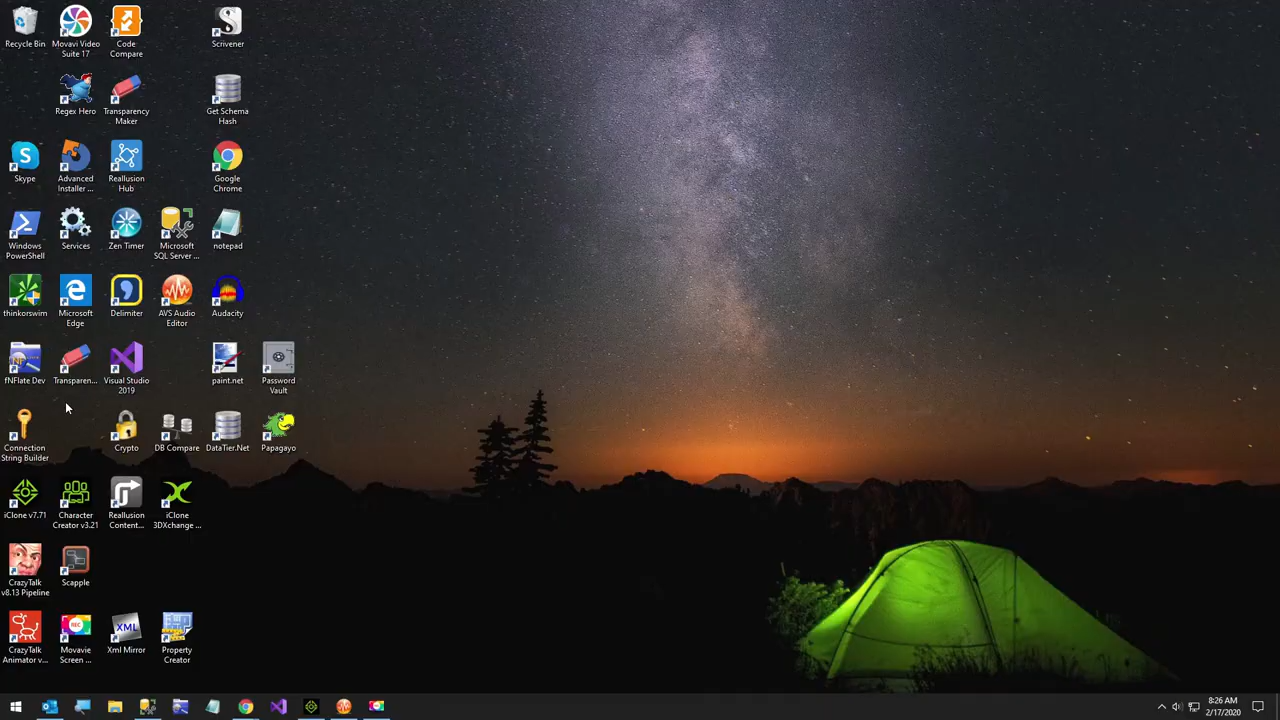 Recycle Bin
Movavi Video
Suite 17
Code
Compare
Scrivener
Regex Hero
Transparency
Maker
Get Schema
Hash
Skype
Advanced
Installer ...
Reallusion
Hub
Google
Chrome
Windows
PowerShell
Services
Zen Timer
Microsoft
SQL Server ...
notepad
thinkorswim
Microsoft
Edge
Delimiter
AVS Audio
Editor
Audacity
fNFlate Dev
Transparen...
Visual Studio
2019
paint.net
Password
Vault
Connection
String Builder
Crypto
DB Compare
DataTier.Net
Papagayo
iClone v7.71
Character
Creator v3.21
Reallusion
Content...
iClone
3DXchange ...
CrazyTalk
v8.13 Pipeline
Scapple
CrazyTalk
Animator v...
REC
Movavie
Screen ...
XML
Xml Mirror
Property
Creator
8:26 AM
2/17/2020